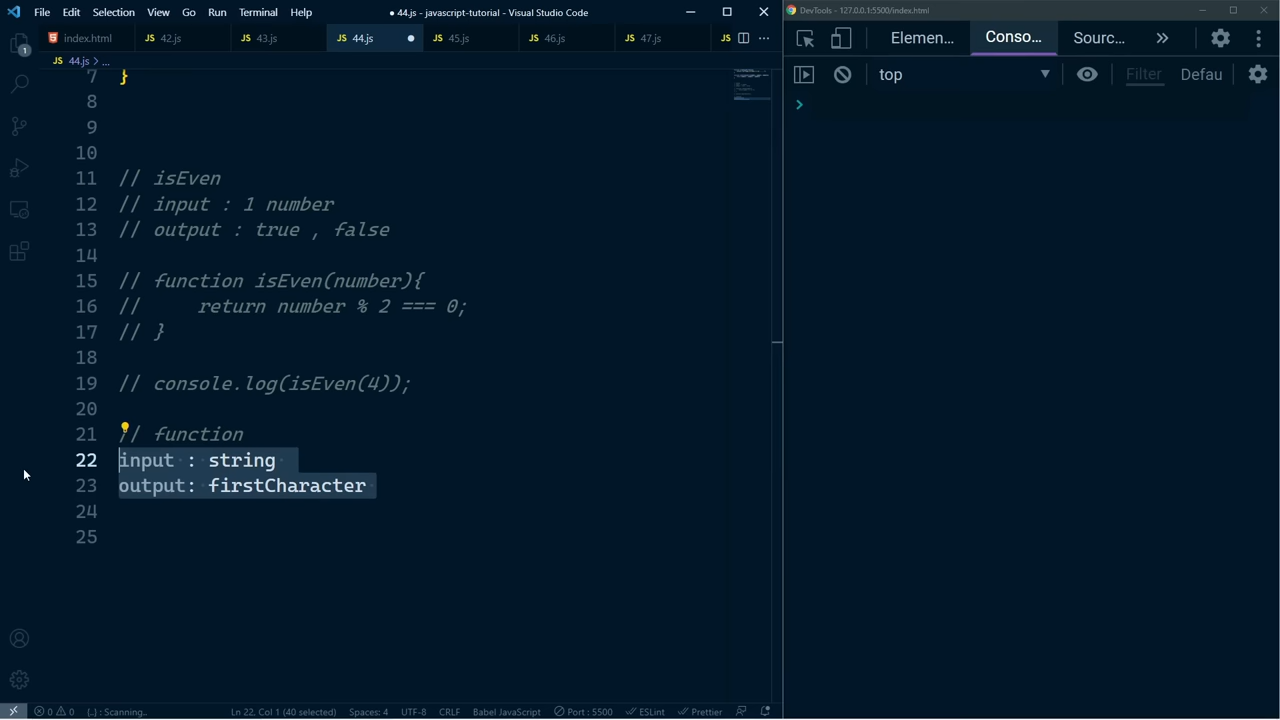 File Edit Selection View Go Run Terminal Help
● 44.js - javascript-tutorial - Visual Studio Code
DevTools - 127.0.0.1:5500/index.html
index.html
JS 42.js
JS 43.js
JS 44.js
JS 45.js
JS 46.js
JS 47.js
JS
Elemen...
Conso...
Sourc...
JS 44.js > ...
1
top
Filter
Defau
7 }
8
9
10
11 // isEven
12 // input : 1 number
13 // output : true , false
14
15 // function isEven(number){
16 //     return number % 2 === 0;
17 // }
18
19 // console.log(isEven(4));
20
21 // function
22 input : string
23 output: firstCharacter
24
25
0 0 {..} : Scanning.. Ln 22, Col 1 (40 selected) Spaces: 4 UTF-8 CRLF Babel JavaScript Port : 5500 ESLint Prettier